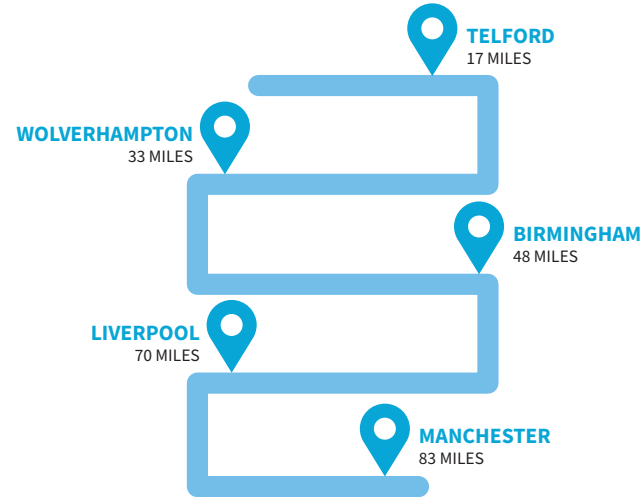 TELFORD
17 MILES
WOLVERHAMPTON
33 MILES
BIRMINGHAM
48 MILES
LIVERPOOL
70 MILES
MANCHESTER
83 MILES